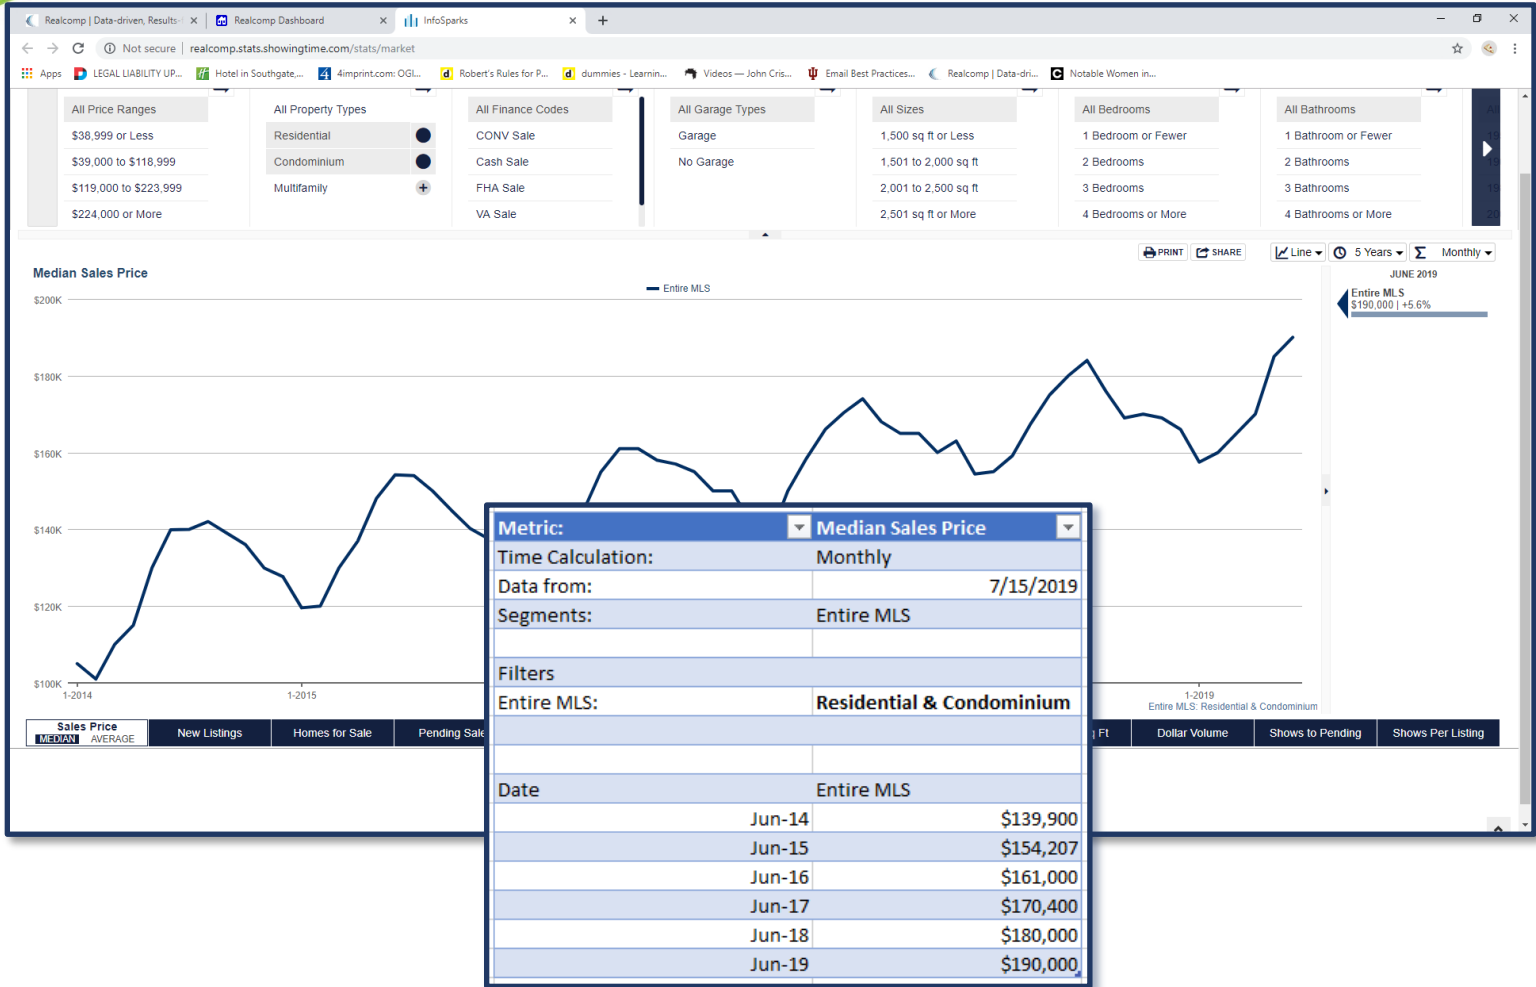 Realcomp | Data-driven, Results-
Realcomp Dashboard
InfoSparks
Not secure | realcomp.stats.showingtime.com/stats/market
Apps LEGAL LIABILITY UP... Hotel in Southgate,... 4imprint.com: OGI... Robert's Rules for P... dummies - Learnin... Videos — John Cris... Email Best Practices... Realcomp | Data-dri... Notable Women in...
All Price Ranges All Property Types All Finance Codes All Garage Types All Sizes All Bedrooms All Bathrooms
$38,999 or Less Residential CONV Sale Garage 1,500 sq ft or Less 1 Bedroom or Fewer 1 Bathroom or Fewer
$39,000 to $118,999 Condominium Cash Sale No Garage 1,501 to 2,000 sq ft 2 Bedrooms 2 Bathrooms
$119,000 to $223,999 Multifamily FHA Sale 2,001 to 2,500 sq ft 3 Bedrooms 3 Bathrooms
$224,000 or More VA Sale 2,501 sq ft or More 4 Bedrooms or More 4 Bathrooms or More
PRINT SHARE Line 5 Years Monthly
Median Sales Price
JUNE 2019
Entire MLS
Entire MLS
$190,000 | +5.6%
$200K
$180K
$160K
$140K
$120K
$100K
1-2014 1-2015 1-2019
Entire MLS: Residential & Condominium
Sales Price
MEDIAN AVERAGE
New Listings Homes for Sale Pending Sale Ft Dollar Volume Shows to Pending Shows Per Listing
Metric: Median Sales Price
Time Calculation: Monthly
Data from: 7/15/2019
Segments: Entire MLS
Filters
Entire MLS: Residential & Condominium
Date Entire MLS
Jun-14 $139,900
Jun-15 $154,207
Jun-16 $161,000
Jun-17 $170,400
Jun-18 $180,000
Jun-19 $190,000